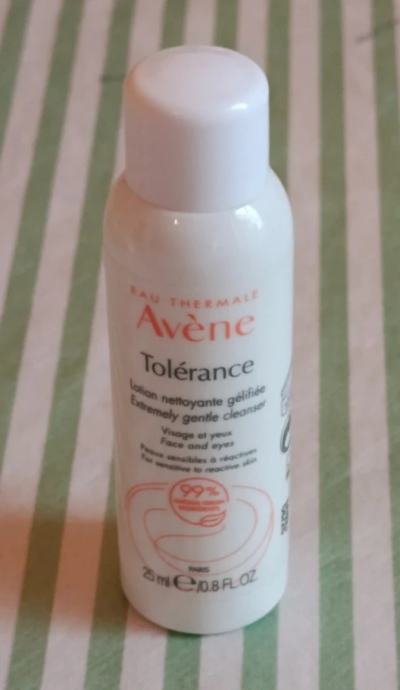 EAU THERMALE
Avène
Tolérance
Lotion nettoyante gélifiée
Extremely gentle cleanser
Visage et yeux
Face and eyes
Peaux sensibles à réactives
For sensitive to reactive skin
99%
PARIS
25 ml e/0.8 FL.OZ.